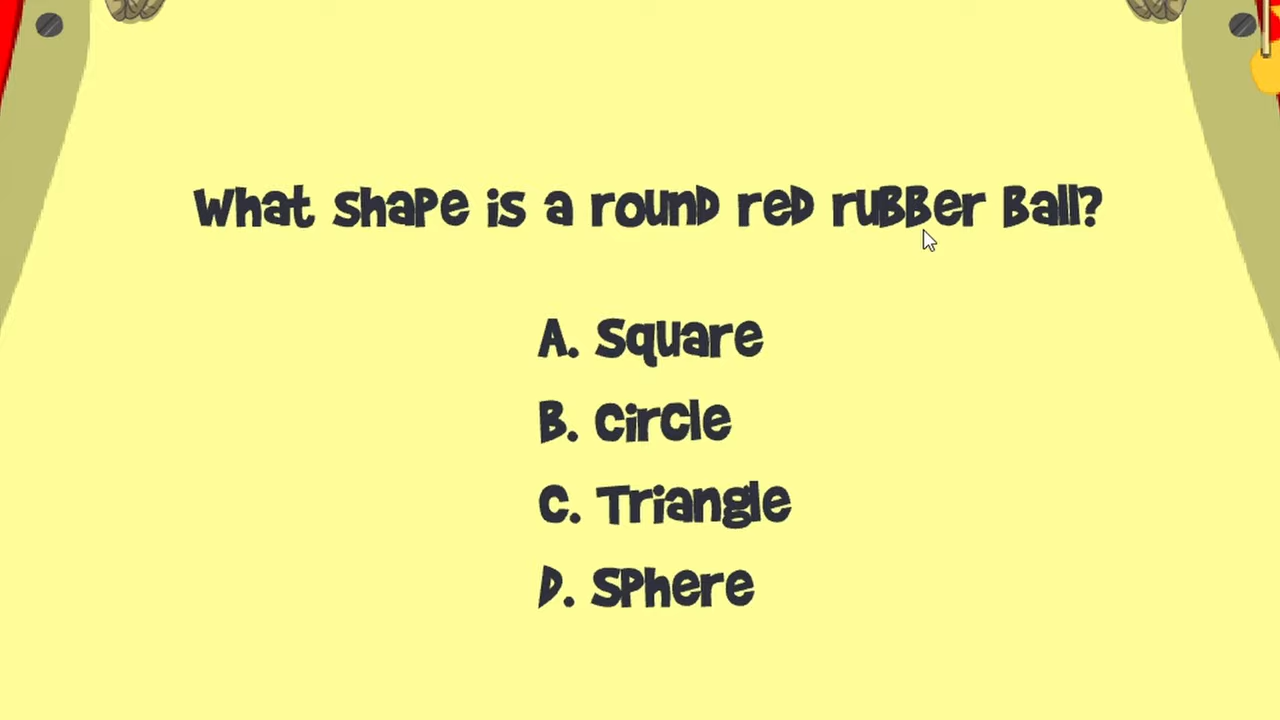 What shape is a round red rubber ball?
A. Square
B. Circle
C. Triangle
D. Sphere